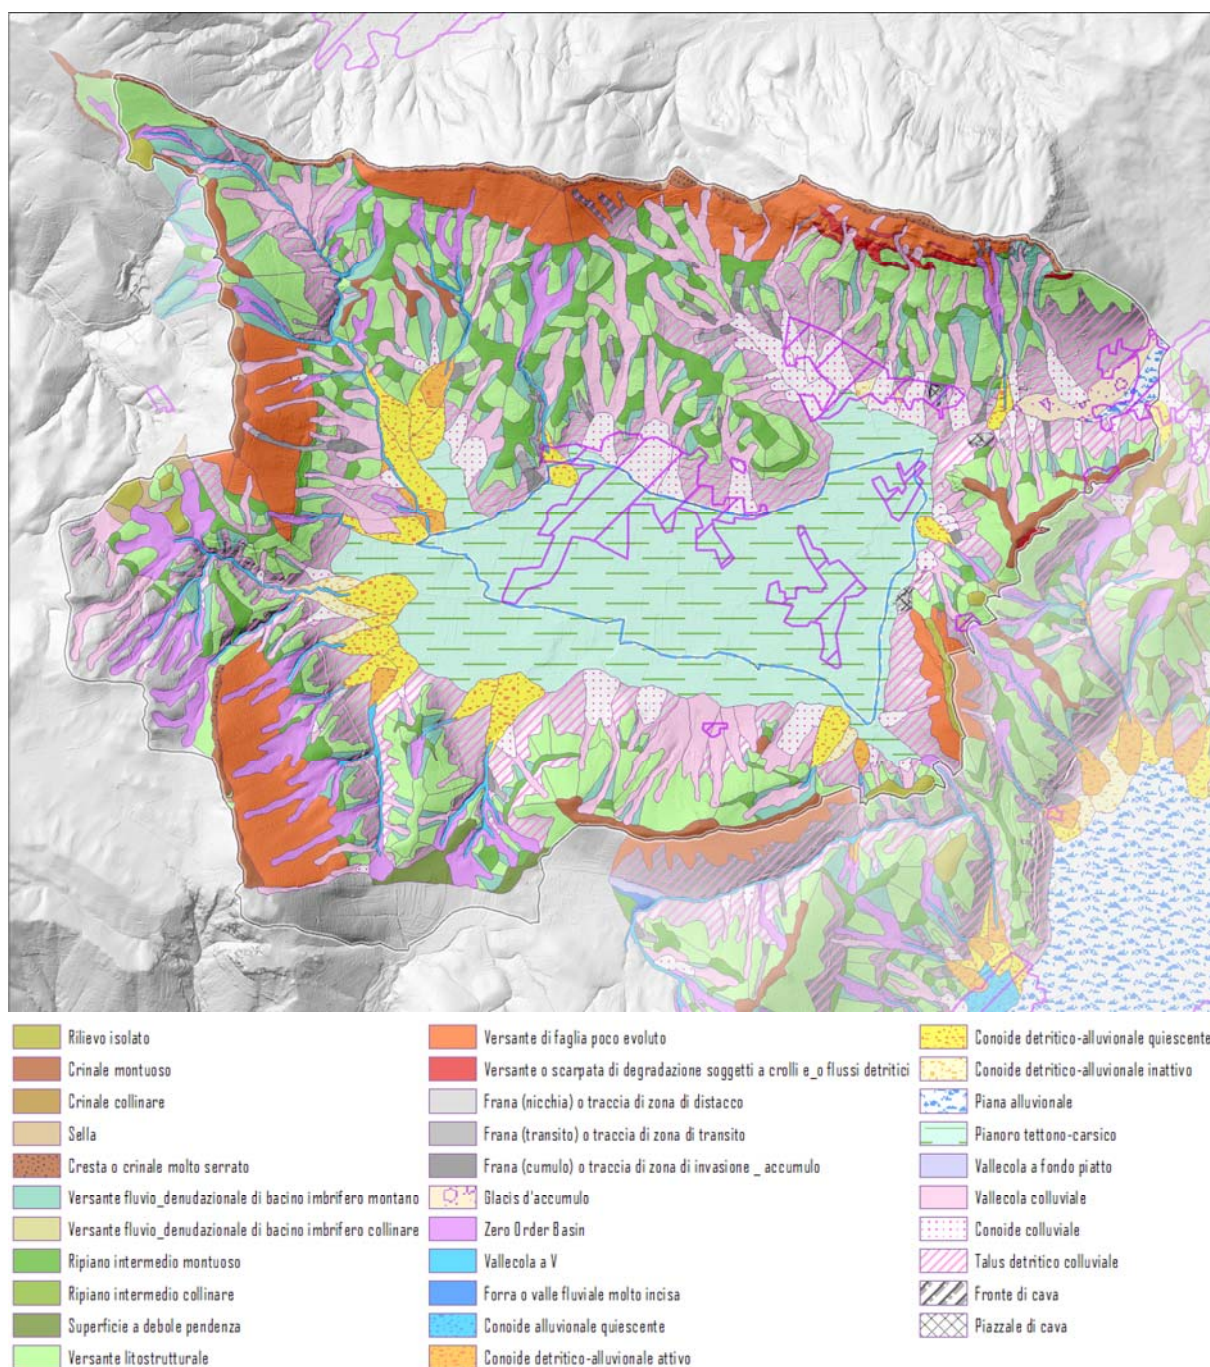 Rilievo isolato
Crinale montuoso
Crinale collinare
Sella
Cresta o crinale molto serrato
Versante fluvio_denudazionale di bacino imbrifero montano
Versante fluvio_denudazionale di bacino imbrifero collinare
Ripiano intermedio montuoso
Ripiano intermedio collinare
Superficie a debole pendenza
Versante litostrutturale
Versante di faglia poco evoluto
Versante o scarpata di degradazione soggetti a crolli e_o flussi detritici
Frana (nicchia) o traccia di zona di distacco
Frana (transito) o traccia di zona di transito
Frana (cumulo) o traccia di zona di invasione _ accumulo
Glacis d'accumulo
Zero Order Basin
Vallecola a V
Forra o valle fluviale molto incisa
Conoide alluvionale quiescente
Conoide detritico-alluvionale attivo
Conoide detritico-alluvionale quiescente
Conoide detritico-alluvionale inattivo
Piana alluvionale
Pianoro tettono-carsico
Vallecola a fondo piatto
Vallecola colluviale
Conoide colluviale
Talus detritico colluviale
Fronte di cava
Piazzale di cava